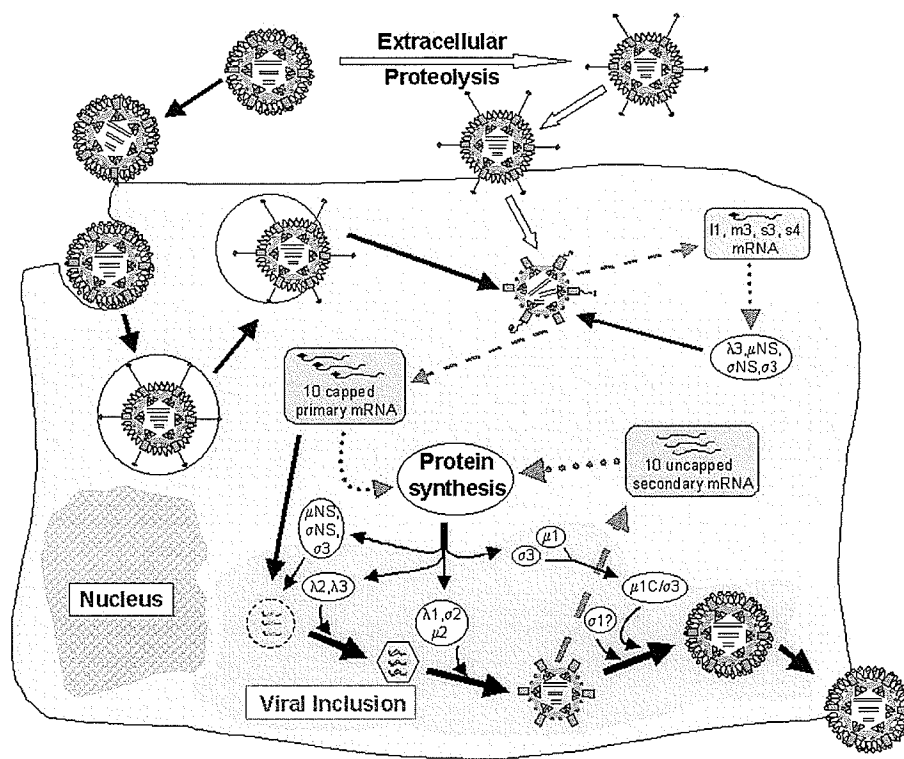 Extracellular
Proteolysis
l1, m3, s3, s4
mRNA
λ3,μNS,
σNS,σ3
10 capped
primary mRNA
Protein
synthesis
10 uncapped
secondary mRNA
μNS,
σNS,
σ3
σ3
μ1
λ2,λ3
λ1,σ2
μ2
μ1C/σ3
σ1?
Nucleus
Viral Inclusion